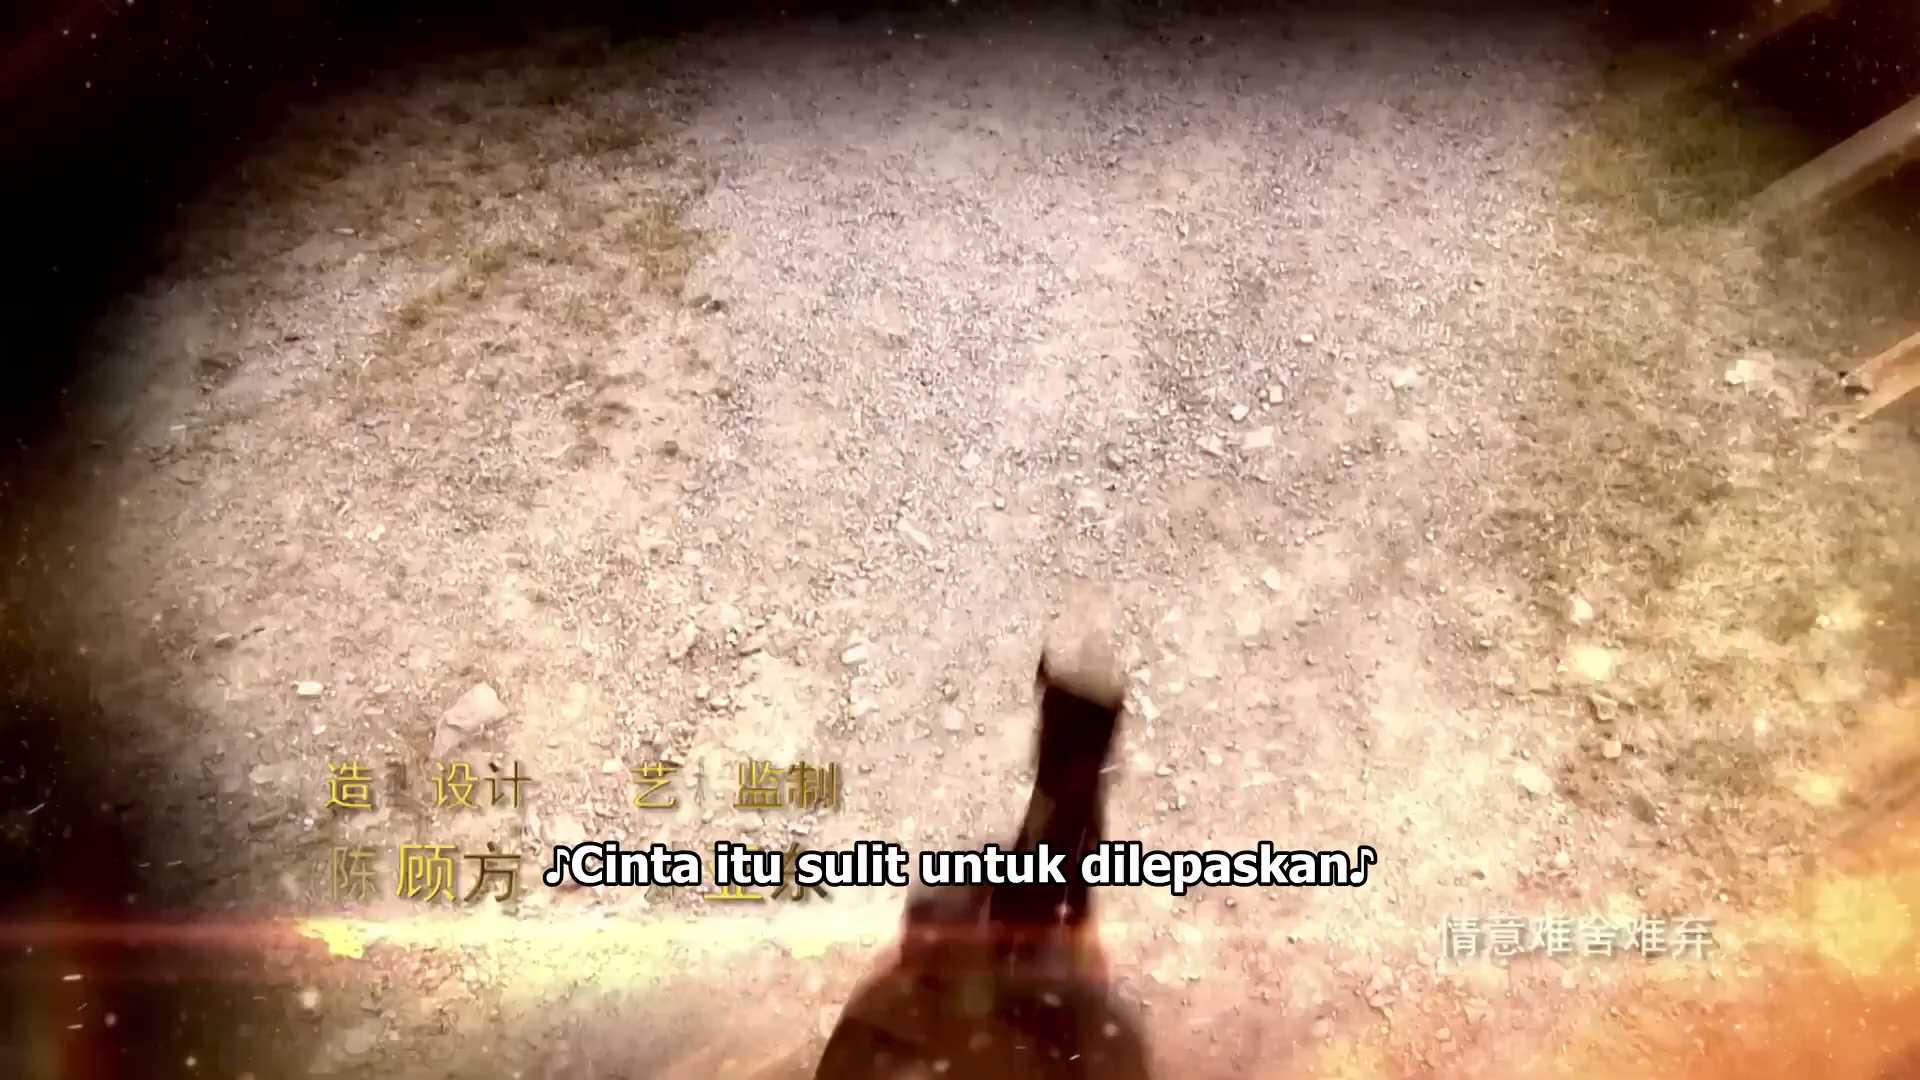 造 设计 艺 监制
陈顾方
♪Cinta itu sulit untuk dilepaskan♪
情意难舍难弃